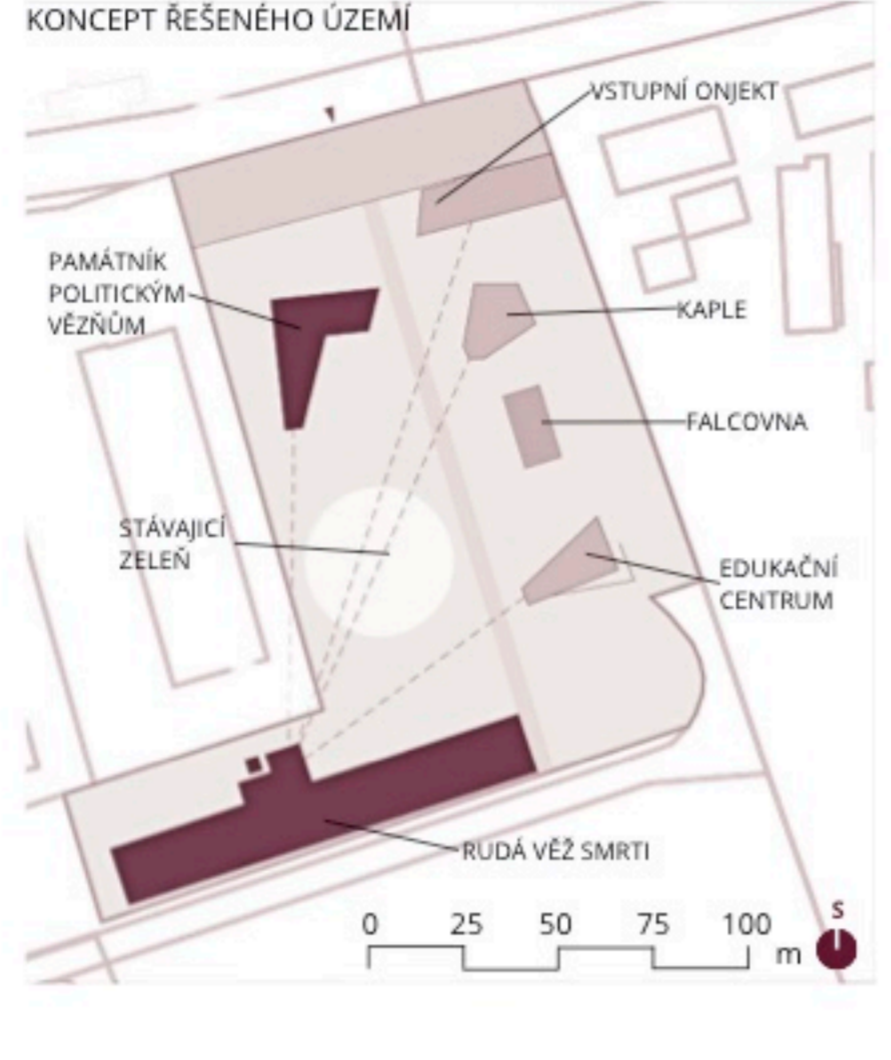 KONCEPT ŘEŠENÉHO ÚZEMÍ
VSTUPNÍ ONJEKT
PAMÁTNÍK
POLITICKÝM
VĚZŇŮM
KAPLE
FALCOVNA
STÁVAJICÍ
ZELEŇ
EDUKAČNÍ
CENTRUM
RUDÁ VĚŽ SMRTI
0 25 50 75 100
m
S